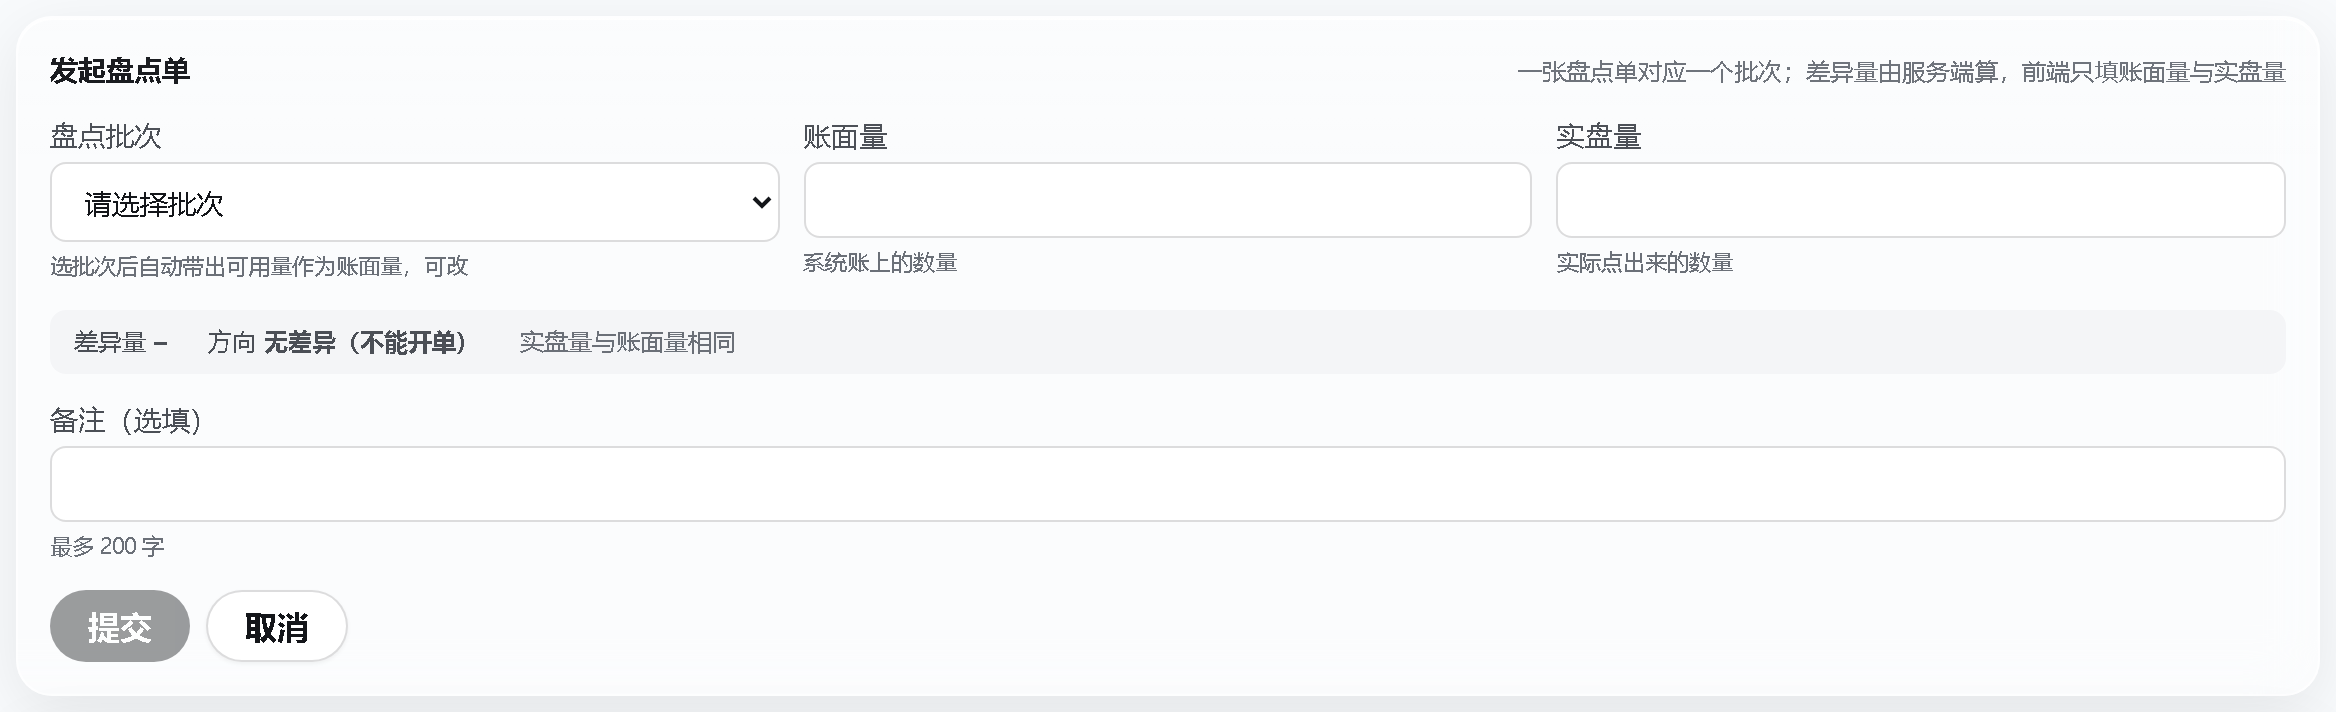 发起盘点单
一张盘点单对应一个批次；差异量由服务端算，前端只填账面量与实盘量
盘点批次
账面量
实盘量
请选择批次
选批次后自动带出可用量作为账面量，可改
系统账上的数量
实际点出来的数量
差异量 – 方向 无差异（不能开单） 实盘量与账面量相同
备注（选填）
最多 200 字
提交 取消